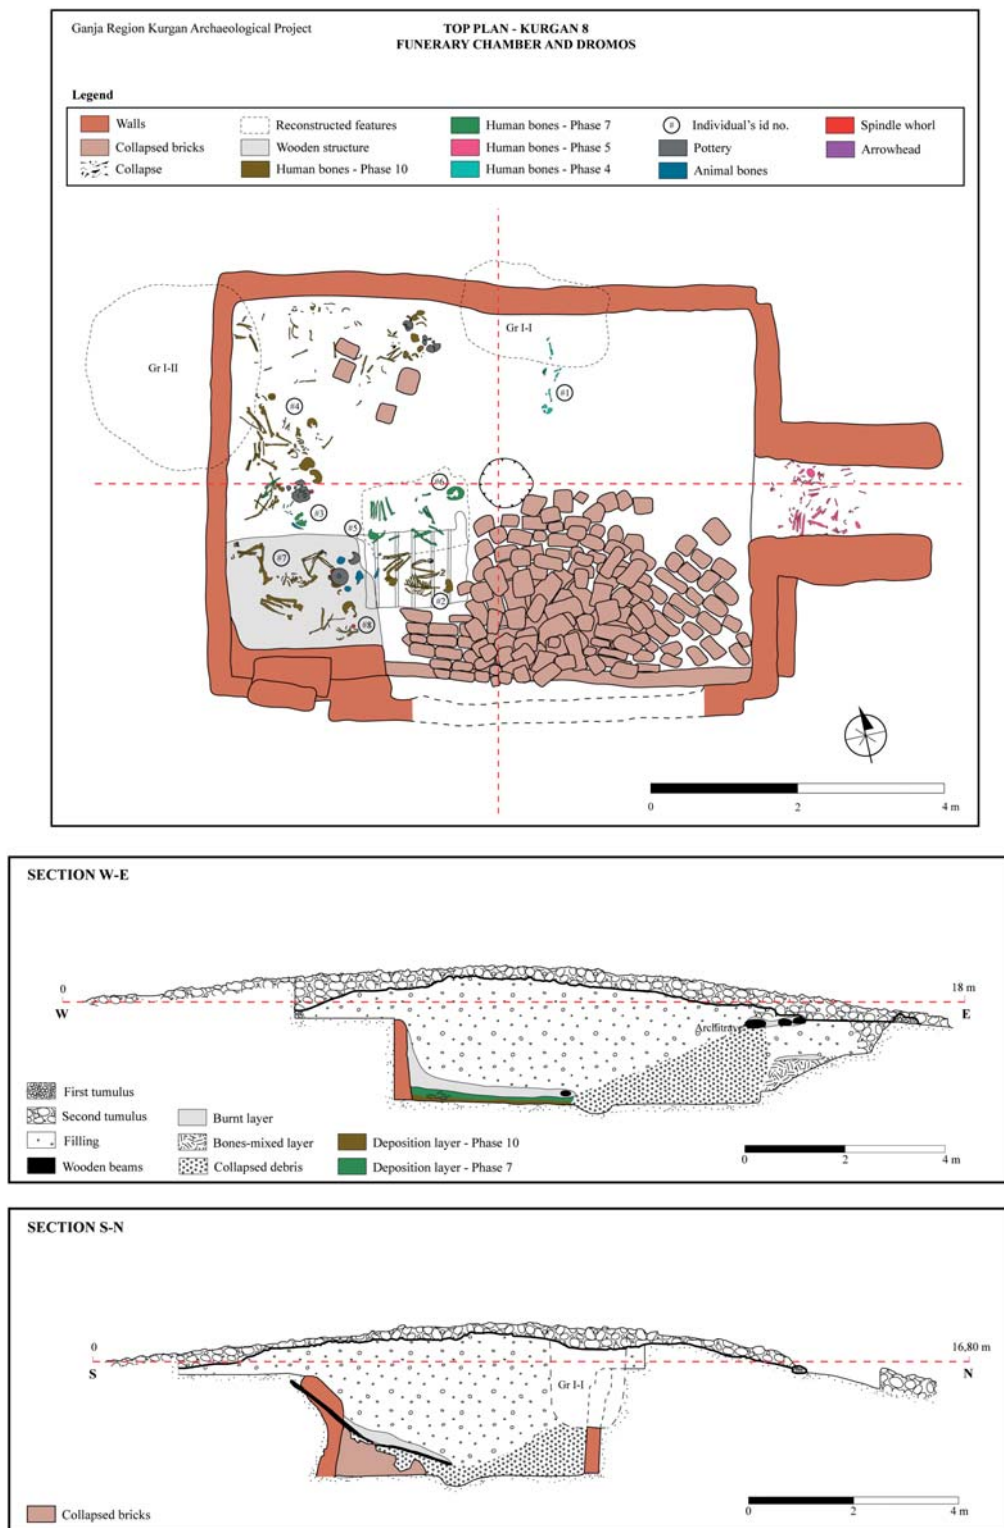 Ganja Region Kurgan Archaeological Project
TOP PLAN - KURGAN 8
FUNERARY CHAMBER AND DROMOS
Legend
Walls
Collapsed bricks
Collapse
Reconstructed features
Wooden structure
Human bones - Phase 10
Human bones - Phase 7
Human bones - Phase 5
Human bones - Phase 4
# Individual's id no.
Pottery
Animal bones
Spindle whorl
Arrowhead
Gr I-I
Gr I-II
#1
#4
#6
#3
#5
#7
#2
#8
0 2 4 m
SECTION W-E
0
18 m
W
E
Architrave
First tumulus
Second tumulus
Filling
Wooden beams
Burnt layer
Bones-mixed layer
Collapsed debris
Deposition layer - Phase 10
Deposition layer - Phase 7
0 2 4 m
SECTION S-N
0
16,80 m
S
N
Gr I-I
Collapsed bricks
0 2 4 m